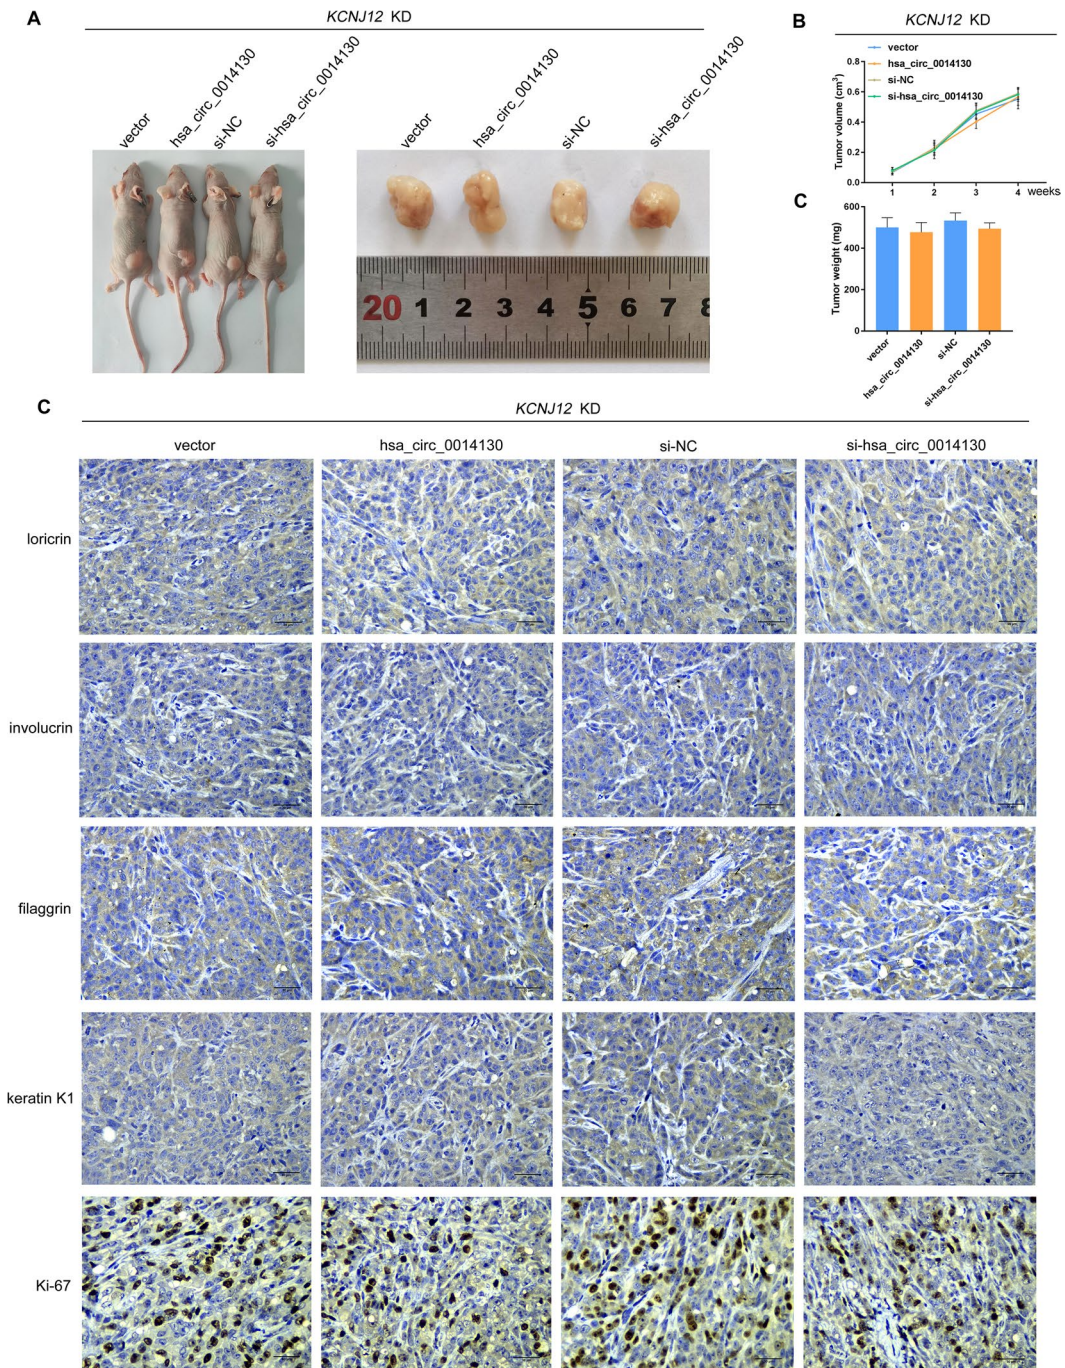 A
KCNJ12 KD
vector
hsa_circ_0014130
si-NC
si-hsa_circ_0014130
vector
hsa_circ_0014130
si-NC
si-hsa_circ_0014130
20 1 2 3 4 5 6 7 8
B
KCNJ12 KD
vector
hsa_circ_0014130
si-NC
si-hsa_circ_0014130
Tumor volume (cm3)
0.8
0.6
0.4
0.2
0.0
1 2 3 4 weeks
C
Tumor weight (mg)
600
400
200
0
vector
hsa_circ_0014130
si-NC
si-hsa_circ_0014130
C
KCNJ12 KD
vector hsa_circ_0014130 si-NC si-hsa_circ_0014130
loricrin
involucrin
filaggrin
keratin K1
Ki-67